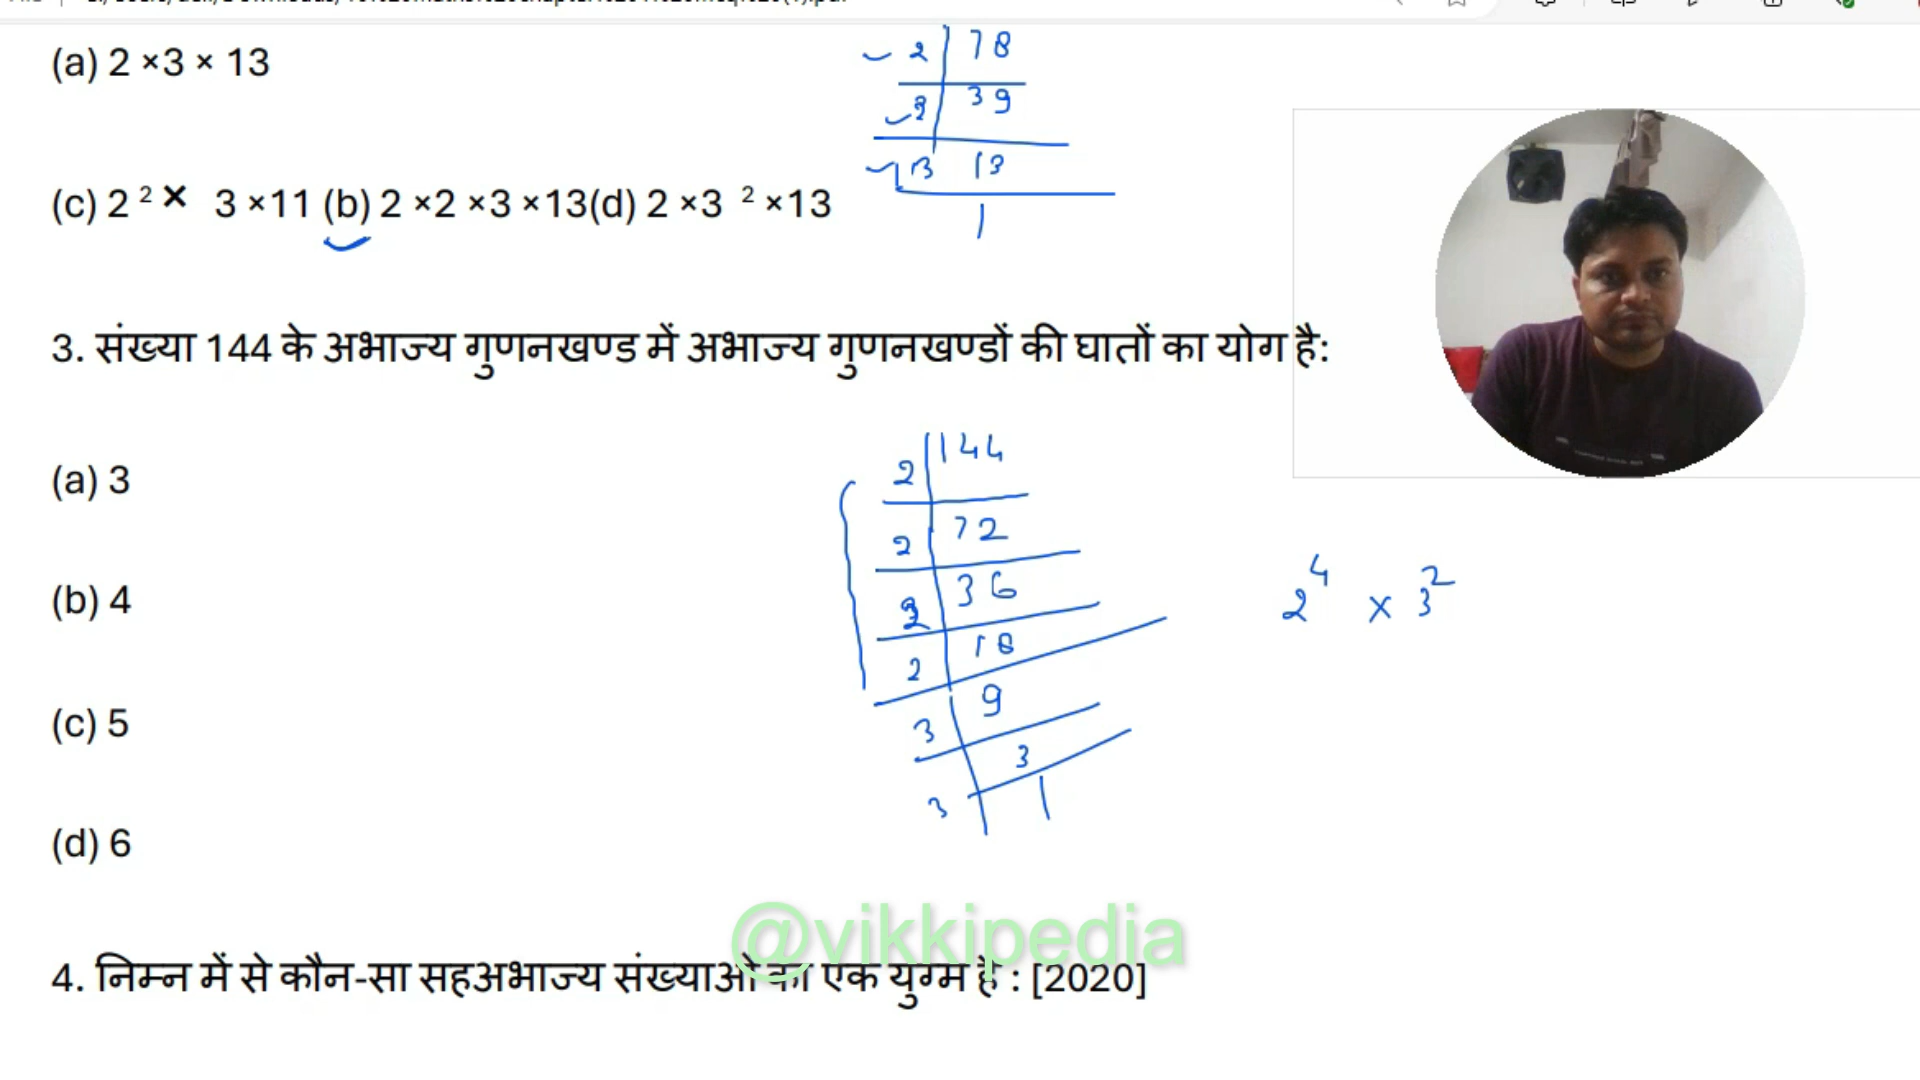 (a) 2 ×3 × 13
2 78
3 39
13 13
1
(c) 2 ² × 3 ×11 (b) 2 ×2 ×3 ×13(d) 2 ×3 ² ×13
3. संख्या 144 के अभाज्य गुणनखण्ड में अभाज्य गुणनखण्डों की घातों का योग है:
(a) 3
(b) 4
(c) 5
(d) 6
2 144
2 72
2 36
2 18
3 9
3 3
1
2⁴ × 3²
@vikkipedia
4. निम्न में से कौन-सा सहअभाज्य संख्याओ का एक युग्म है : [2020]